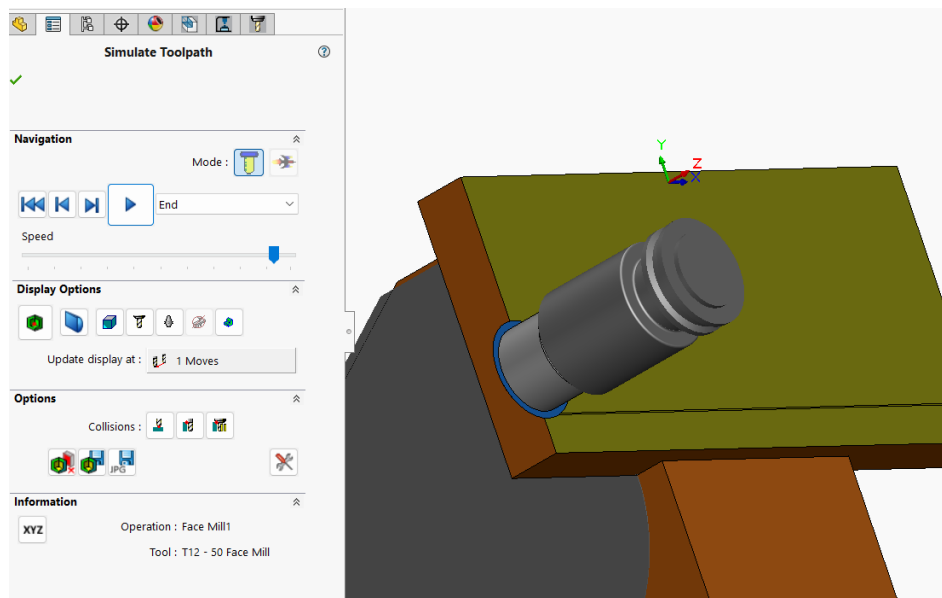 Simulate Toolpath
Navigation
Mode :
End
Speed
Display Options
Update display at : 1 Moves
Options
Collisions :
JPG
Information
XYZ
Operation : Face Mill1
Tool : T12 - 50 Face Mill
Y
Z
X